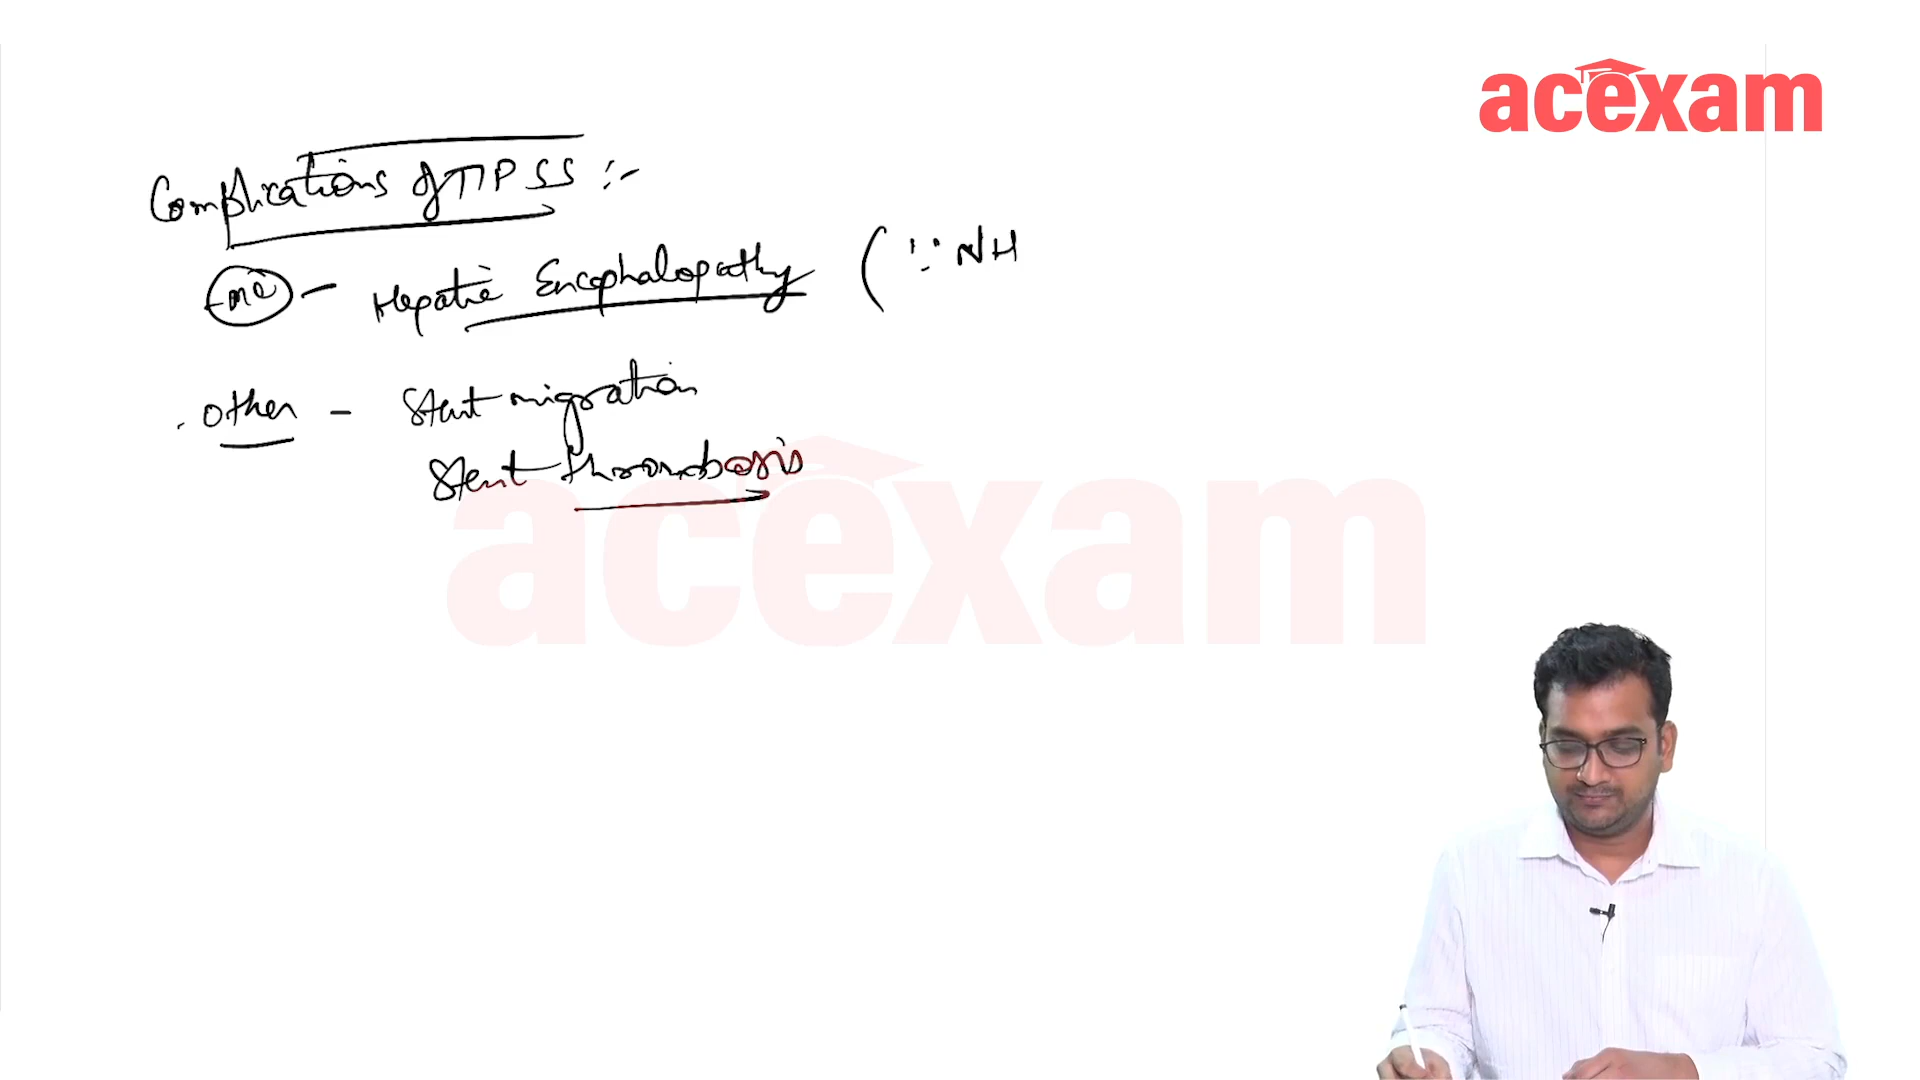 acexam
Complications of TIPSS :-
mc - Hepatic Encephalopathy ( ∵ NH
. Other - Stent migration
Stent thrombosis
acexam